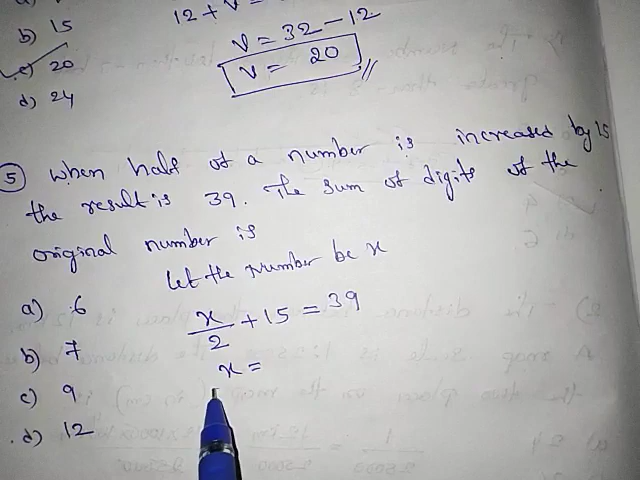 b) 15
12 + v =
c) 20
v = 32 - 12
v = 20
d) 24
5 When half of a number is increased by 15
the result is 39. The sum of digits of the
original number is
let the number be x
a) 6
x/2 + 15 = 39
b) 7
x =
c) 9
d) 12